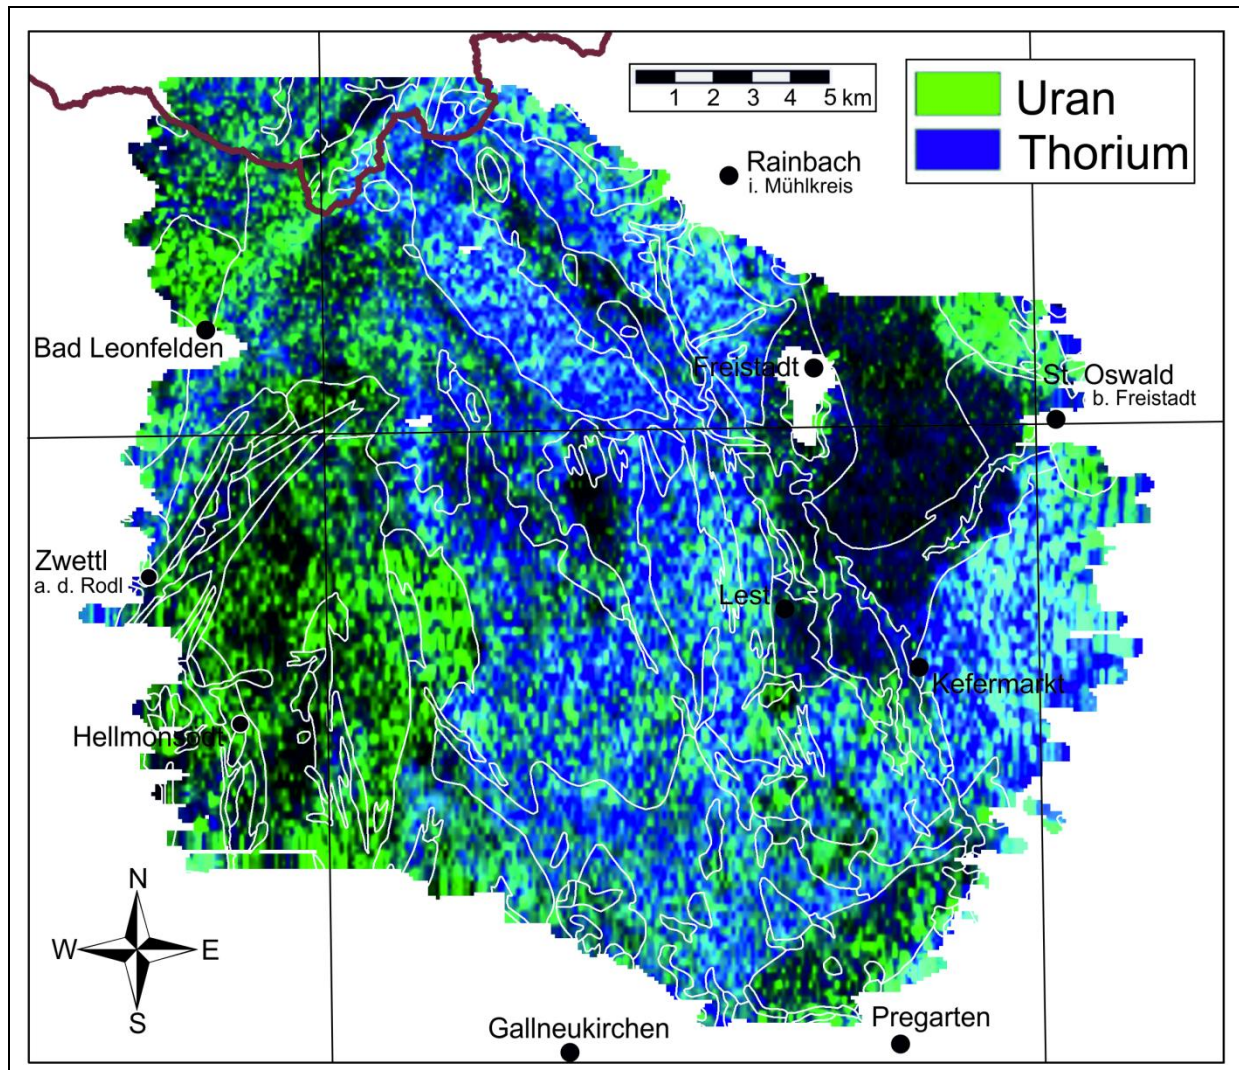 1 2 3 4 5 km
Uran
Thorium
Rainbach
i. Mühlkreis
Bad Leonfelden
Freistadt
St. Oswald
b. Freistadt
Zwettl
a. d. Rodl
Lest
Kefermarkt
Hellmonsödt
N
W E
S
Gallneukirchen
Pregarten